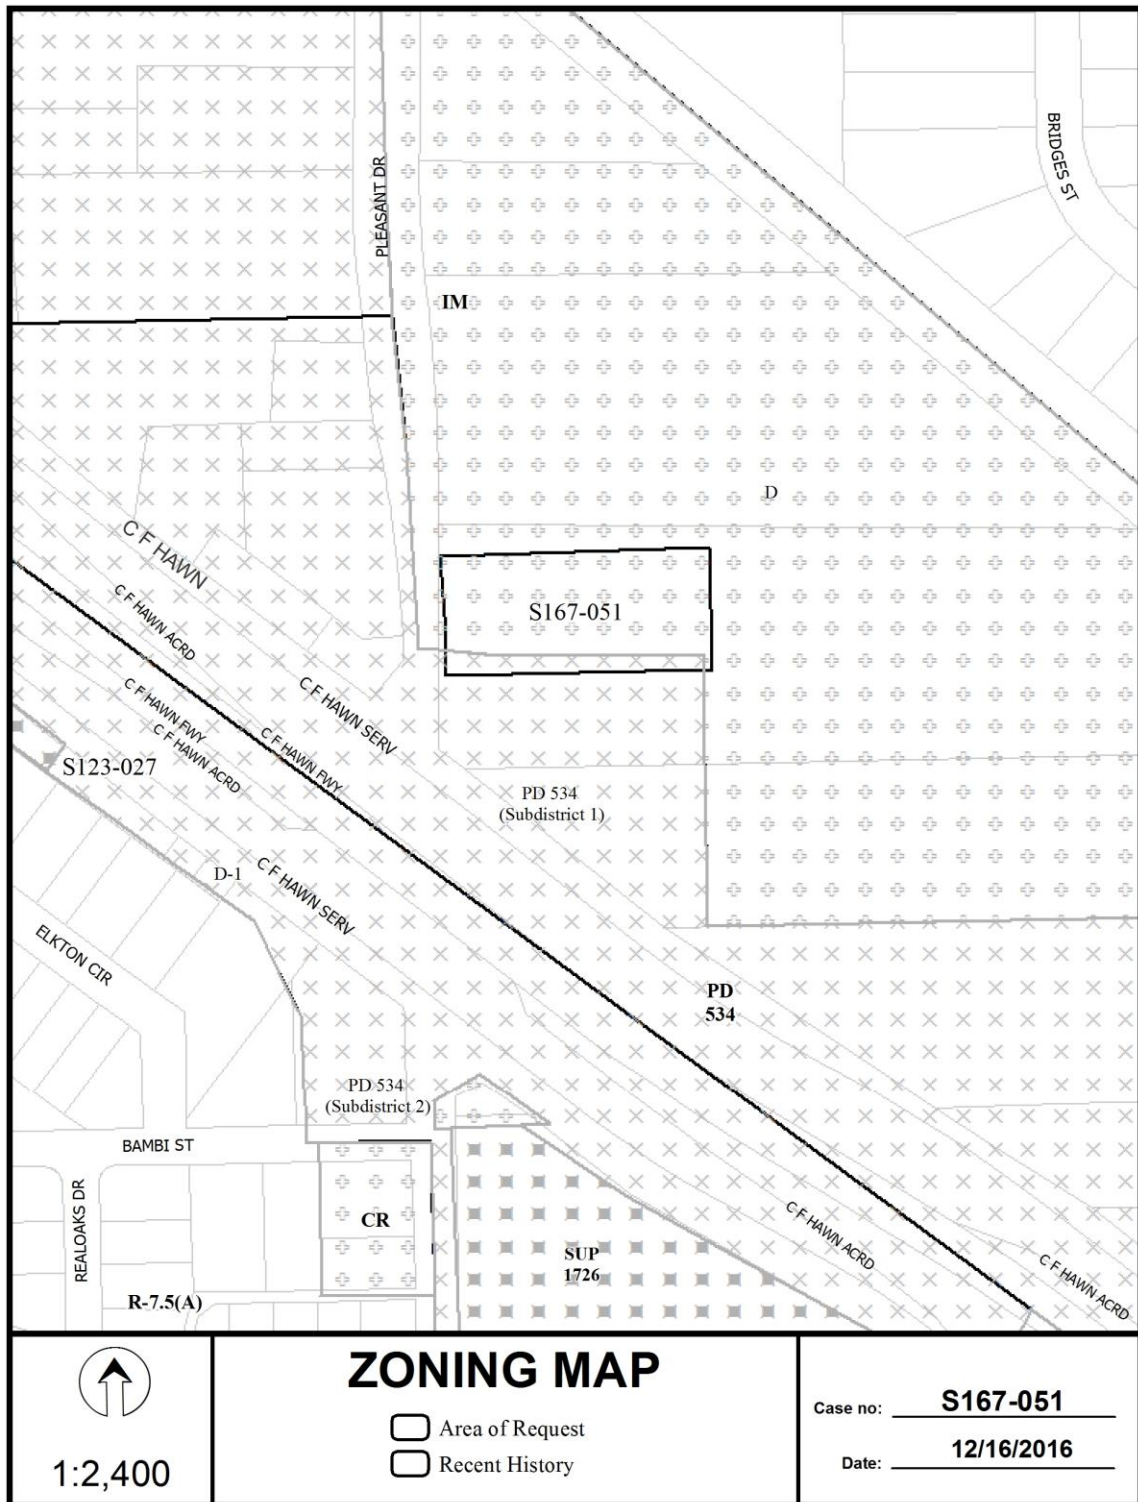 BRIDGES ST
PLEASANT DR
IM
D
C F HAWN
S167-051
C F HAWN ACRD
C F HAWN SERV
C F HAWN FWY
C F HAWN ACRD
C F HAWN FWY
S123-027
PD 534
(Subdistrict 1)
D-1
C F HAWN SERV
ELKTON CIR
PD
534
PD 534
(Subdistrict 2)
BAMBI ST
REALOAKS DR
CR
SUP
1726
C F HAWN ACRD
C F HAWN ACRD
R-7.5(A)
1:2,400
ZONING MAP
Area of Request
Recent History
Case no: S167-051
Date: 12/16/2016